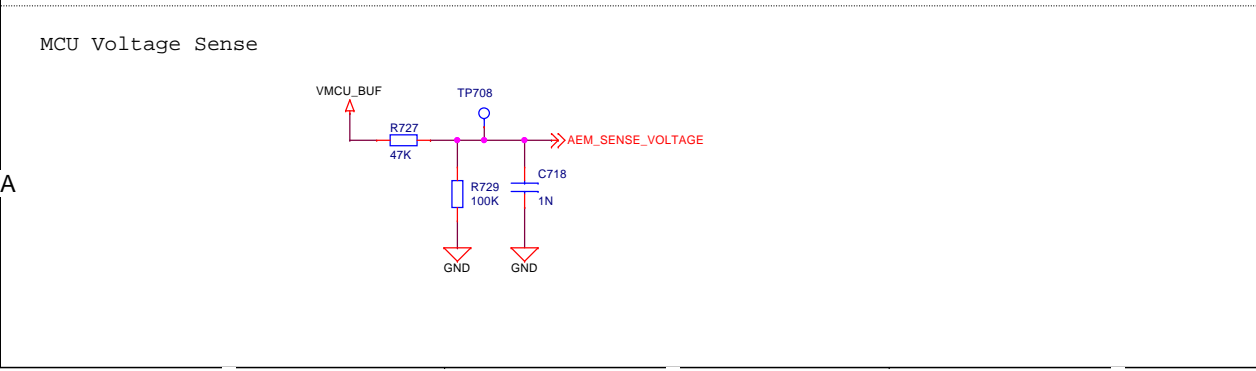 MCU Voltage Sense
VMCU_BUF
TP708
R727
47K
AEM_SENSE_VOLTAGE
C718
1N
R729
100K
A
GND
GND